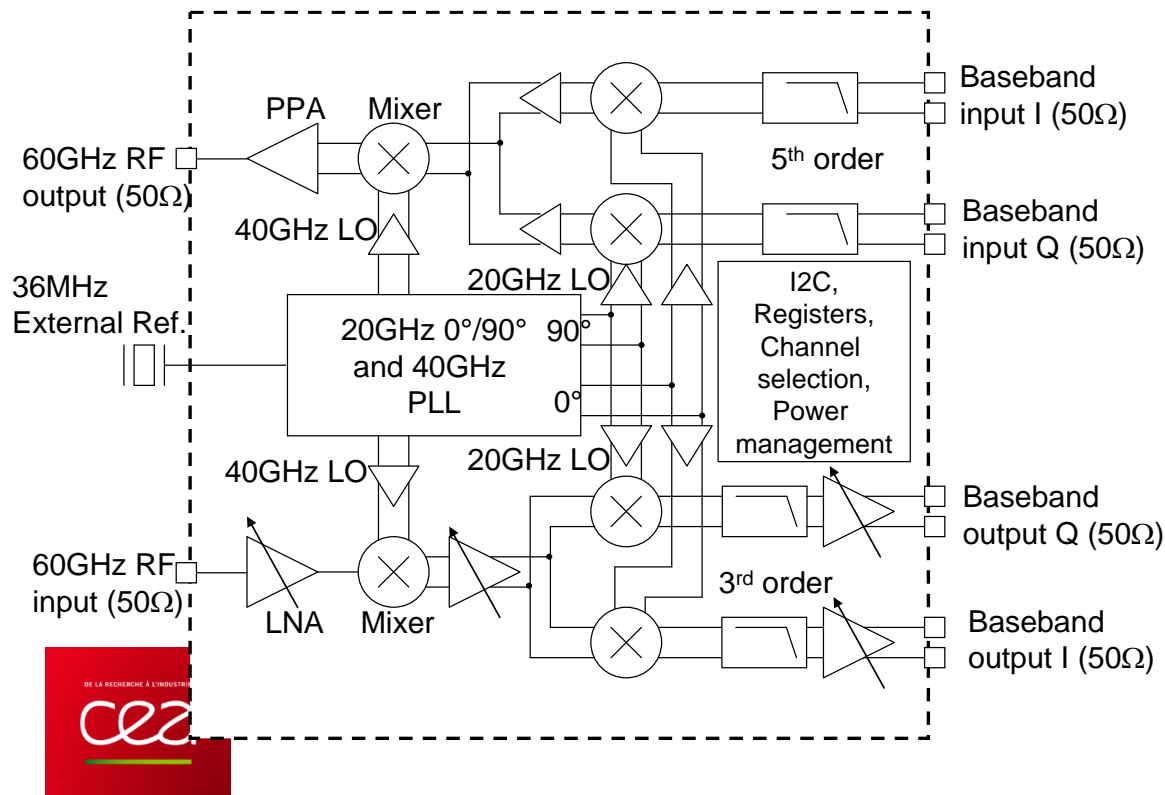 Baseband
input I (50Ω)
PPA
Mixer
60GHz RF
output (50Ω)
5th order
Baseband
input Q (50Ω)
40GHz LO
20GHz LO
36MHz
External Ref.
20GHz 0°/90°
and 40GHz
PLL
90°
0°
I2C,
Registers,
Channel
selection,
Power
management
40GHz LO
20GHz LO
Baseband
output Q (50Ω)
60GHz RF
input (50Ω)
LNA
Mixer
3rd order
Baseband
output I (50Ω)
DE LA RECHERCHE À L'INDUSTRIE
cea